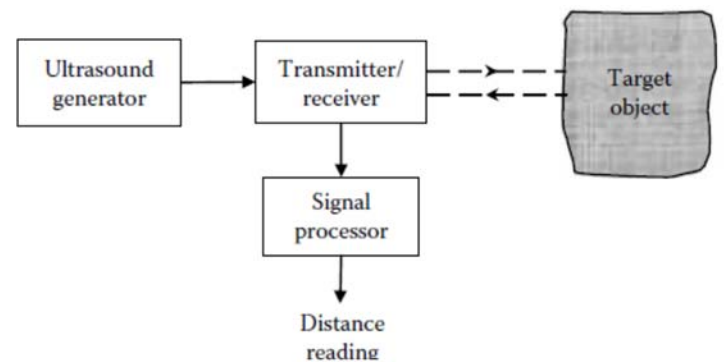 Ultrasound
generator
Transmitter/
receiver
Target
object
Signal
processor
Distance
reading